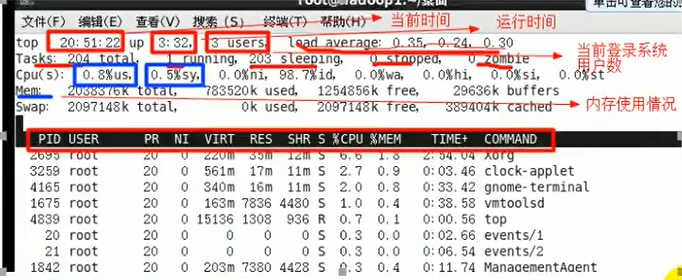 root@hadoop1:~/桌面
单击可查看您的
文件(F) 编辑(E) 查看(V) 搜索(S) 终端(T) 帮助(H)
当前时间
运行时间
top 20:51:22 up 3:32, 3 users, load average: 0.35, 0.24, 0.30
当前登录系统
用户数
Tasks: 204 total, 1 running, 203 sleeping, 0 stopped, 0 zombie
Cpu(s): 0.8%us, 0.5%sy, 0.0%ni, 98.7%id, 0.0%wa, 0.0%hi, 0.0%si, 0.0%st
Mem: 2038376k total, 783520k used, 1254856k free, 29636k buffers
内存使用情况
Swap: 2097148k total, 0k used, 2097148k free, 389404k cached
PID USER PR NI VIRT RES SHR S %CPU %MEM TIME+ COMMAND
2695 root 20 0 220m 35m 12m S 6.6 1.8 2:54.04 Xorg
3259 root 20 0 561m 17m 11m S 2.7 0.9 0:03.46 clock-applet
4165 root 20 0 340m 16m 11m S 2.0 0.8 0:33.42 gnome-terminal
1675 root 20 0 163m 7836 4480 S 1.0 0.4 0:38.58 vmtoolsd
4839 root 20 0 15136 1308 936 R 0.7 0.1 0:00.56 top
20 root 20 0 0 0 0 S 0.3 0.0 0:02.66 events/1
21 root 20 0 0 0 0 S 0.3 0.0 0:06.54 events/2
1842 root 20 0 203m 7380 4428 S 0.3 0.4 0:11.74 ManagementAgent